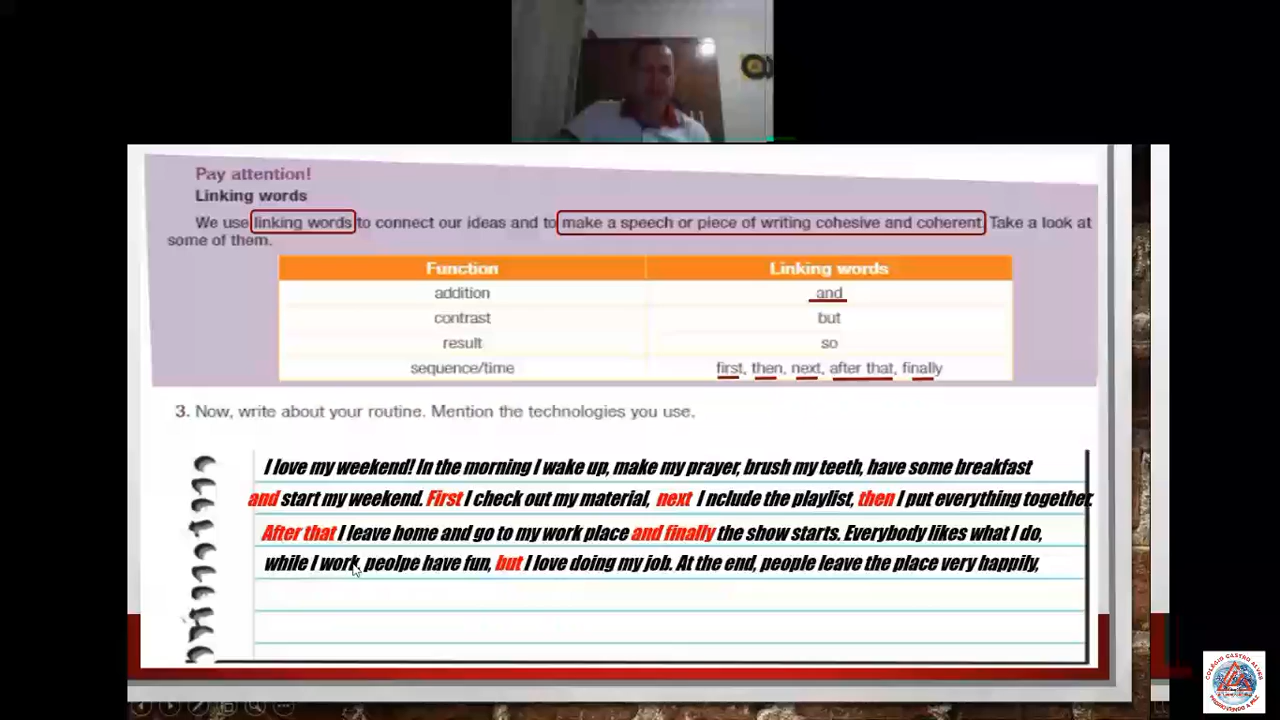 Pay attention!
Linking words
We use linking words to connect our ideas and to make a speech or piece of writing cohesive and coherent. Take a look at
some of them.
Function Linking words
addition and
contrast but
result so
sequence/time first, then, next, after that, finally
3. Now, write about your routine. Mention the technologies you use.
I love my weekend! In the morning I wake up, make my prayer, brush my teeth, have some breakfast
and start my weekend. First I check out my material, next I nclude the playlist, then I put everything together.
After that I leave home and go to my work place and finally the show starts. Everybody likes what I do,
while I work, peolpe have fun, but I love doing my job. At the end, people leave the place very happily,
COLÉGIO CASTRO ALVES